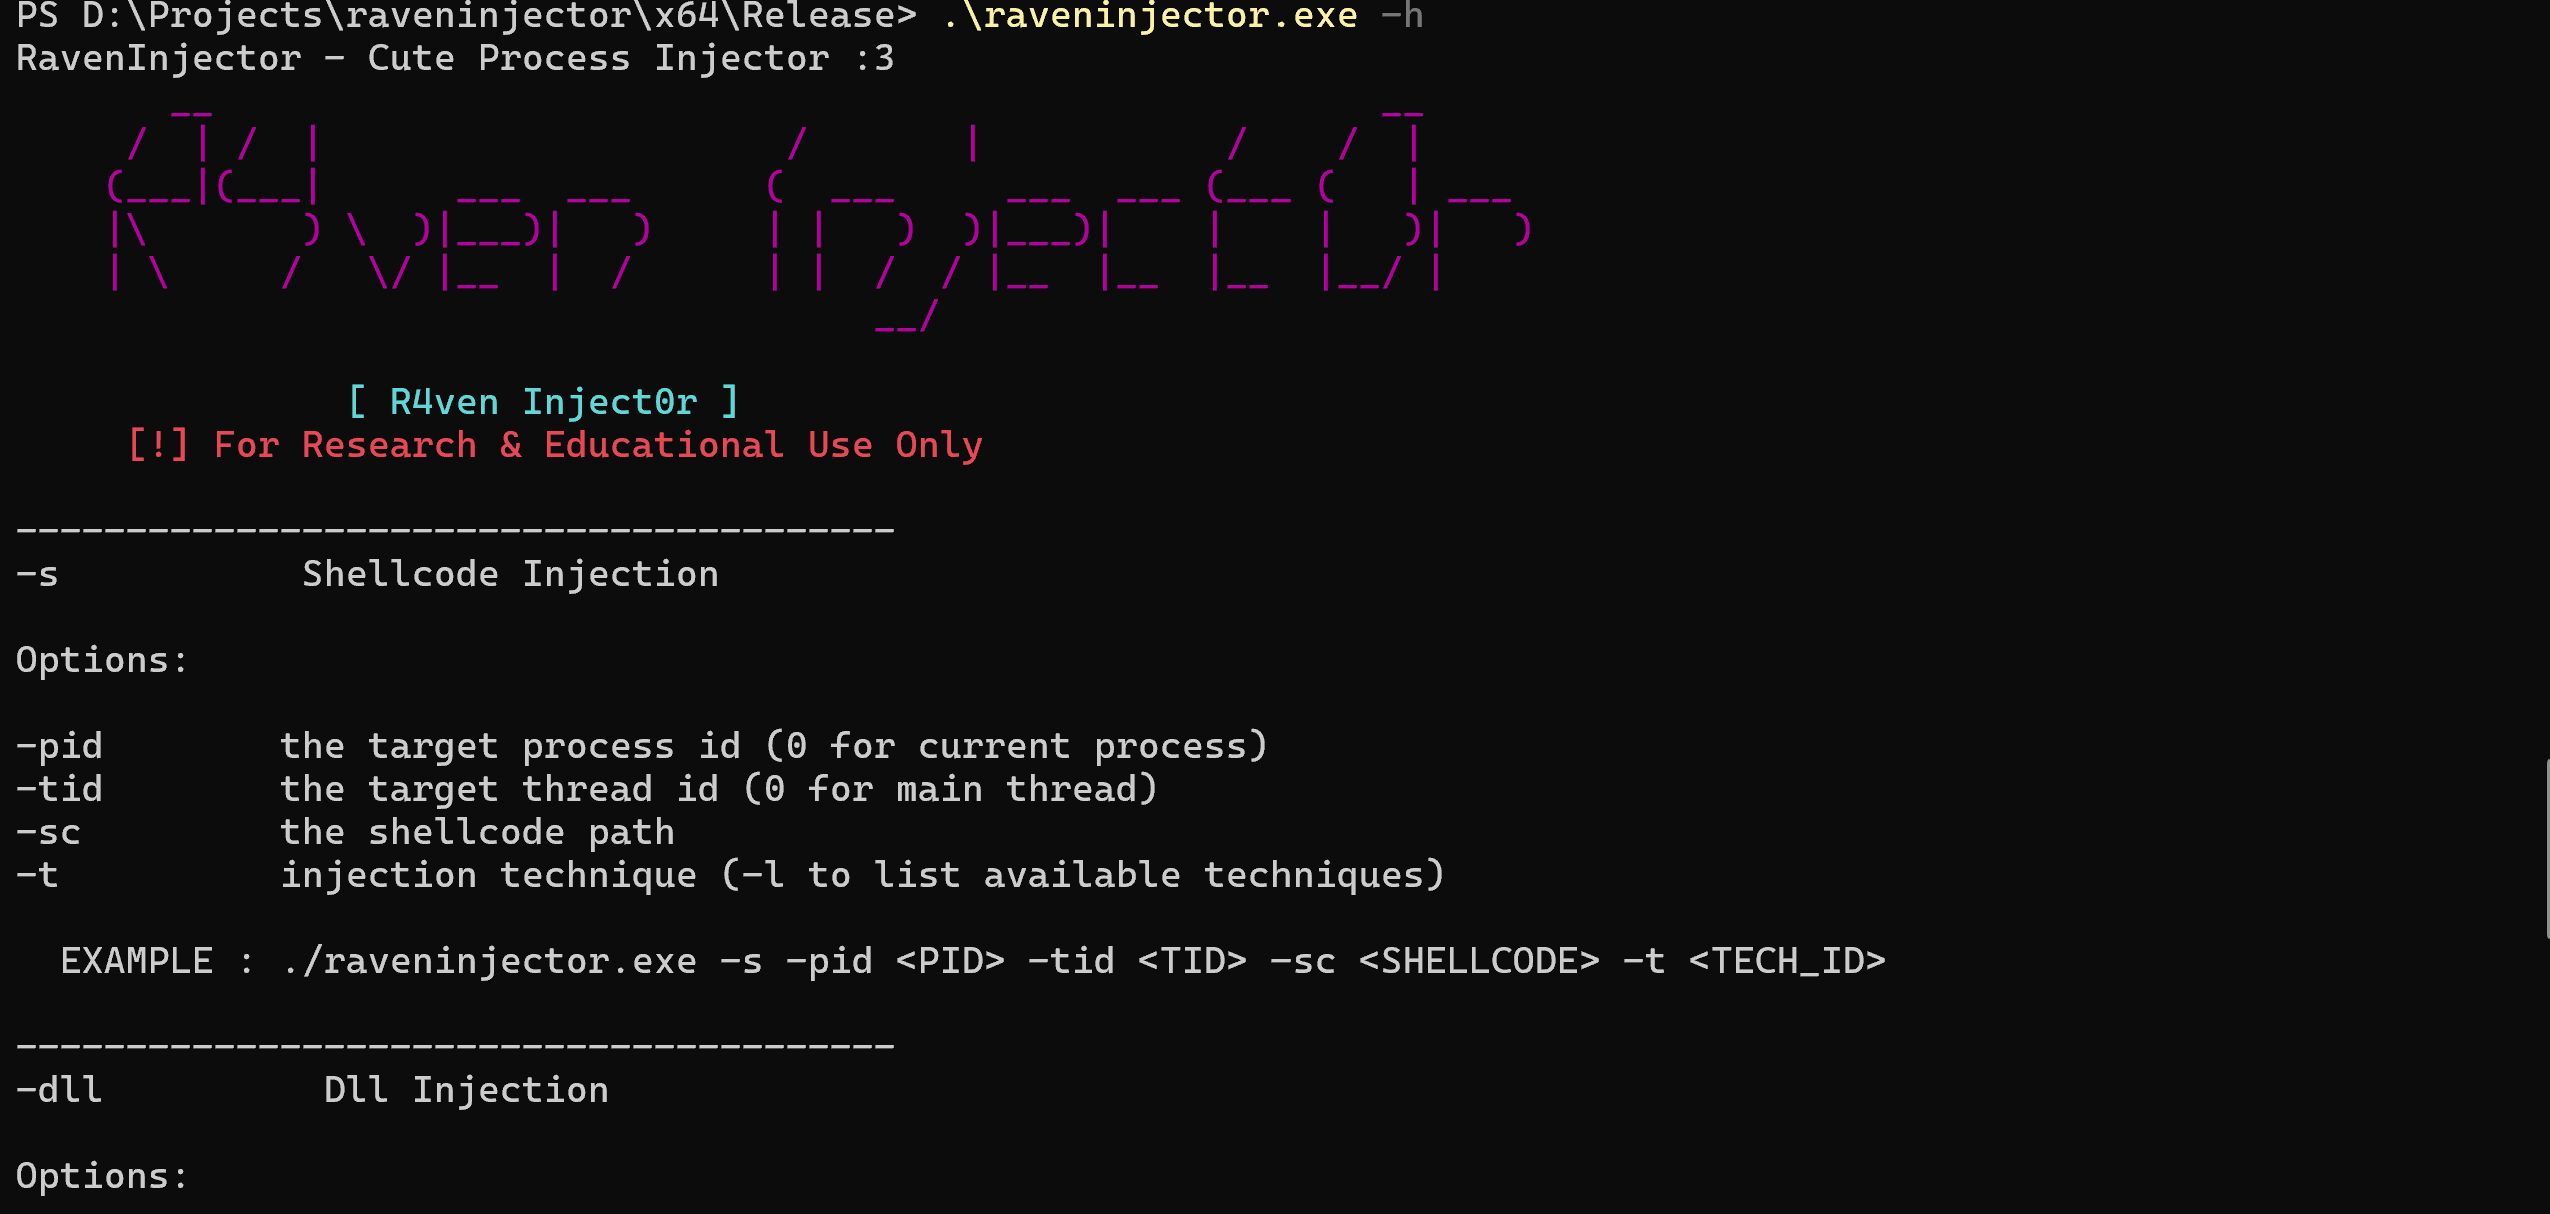 PS D:\Projects\raveninjector\x64\Release> .\raveninjector.exe -h
RavenInjector - Cute Process Injector :3
[ R4ven Inject0r ]
[!] For Research & Educational Use Only
----------------------------------------
-s Shellcode Injection
Options:
-pid the target process id (0 for current process)
-tid the target thread id (0 for main thread)
-sc the shellcode path
-t injection technique (-l to list available techniques)
EXAMPLE : ./raveninjector.exe -s -pid <PID> -tid <TID> -sc <SHELLCODE> -t <TECH_ID>
----------------------------------------
-dll Dll Injection
Options: